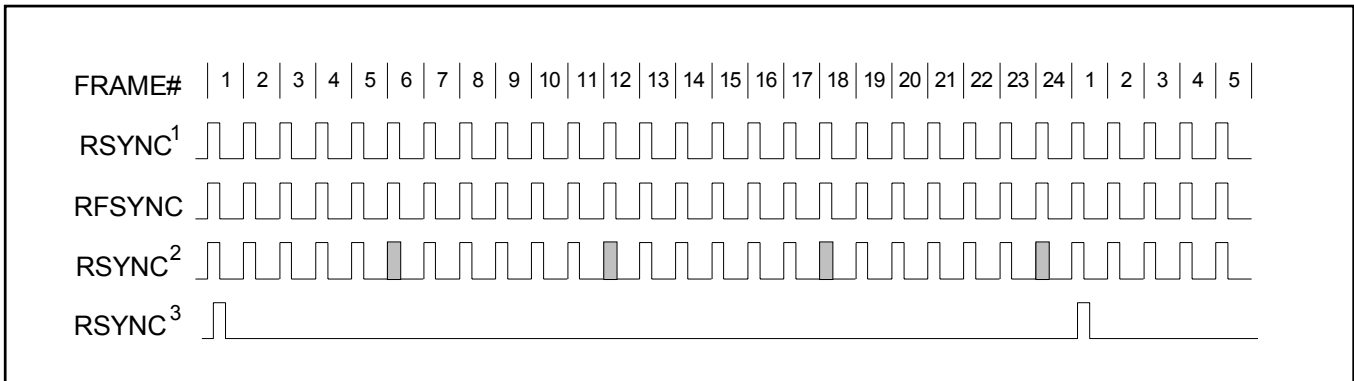 FRAME# 1 2 3 4 5 6 7 8 9 10 11 12 13 14 15 16 17 18 19 20 21 22 23 24 1 2 3 4 5
RSYNC¹
RFSYNC
RSYNC²
RSYNC³